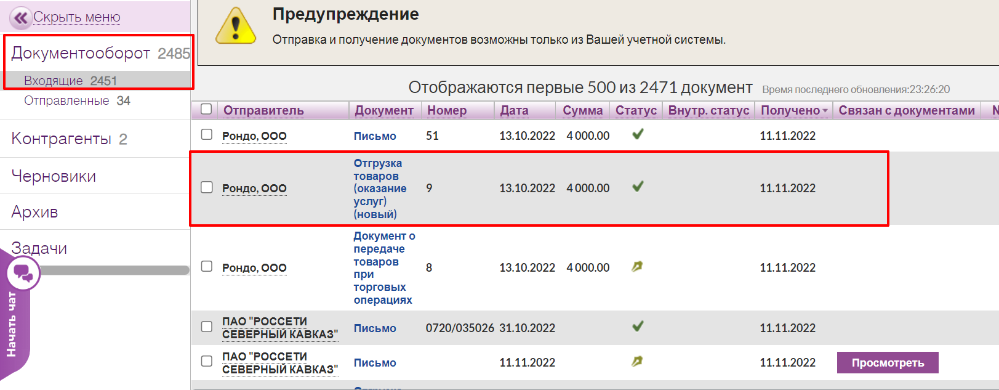 Скрыть меню
Документооборот 2485
Входящие 2451
Отправленные 34
Контрагенты 2
Черновики
Архив
Задачи
Начать чат
Предупреждение
Отправка и получение документов возможны только из Вашей учетной системы.
Отображаются первые 500 из 2471 документ Время последнего обновления:23:26:20
Отправитель Документ Номер Дата Сумма Статус Внутр. статус Получено Связан с документами
Рондо, ООО Письмо 51 13.10.2022 4 000.00 11.11.2022
Отгрузка
товаров
Рондо, ООО (оказание 9 13.10.2022 4 000.00 11.11.2022
услуг)
(новый)
Документ о
передаче
товаров
Рондо, ООО при 8 13.10.2022 4 000.00 11.11.2022
торговых
операциях
ПАО "РОССЕТИ
СЕВЕРНЫЙ КАВКАЗ" Письмо 0720/035026 31.10.2022 11.11.2022
ПАО "РОССЕТИ
СЕВЕРНЫЙ КАВКАЗ" Письмо 11.11.2022 11.11.2022 Просмотреть